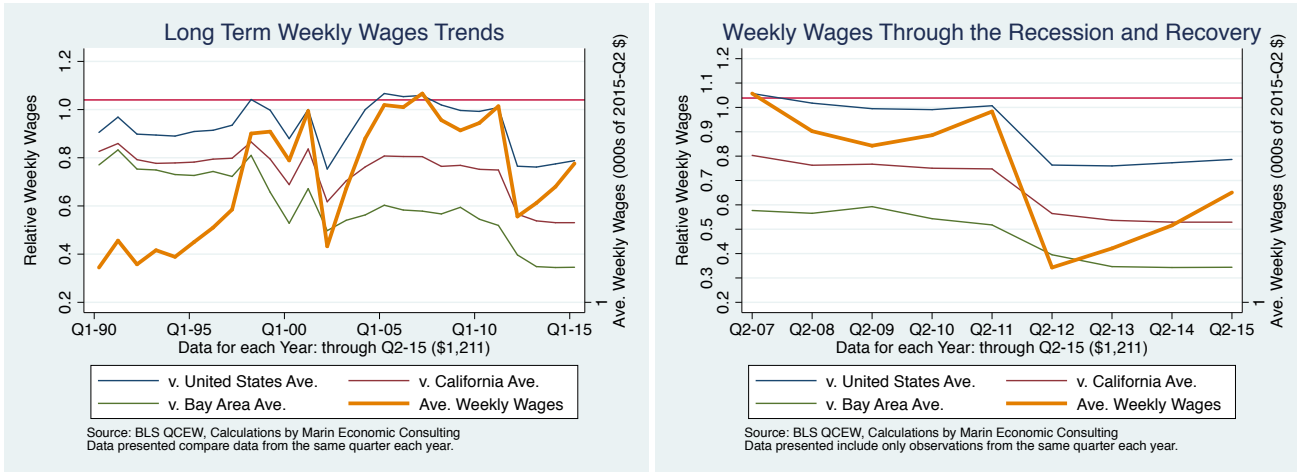 Long Term Weekly Wages Trends
Relative Weekly Wages
1.2
1.0
0.8
0.6
0.4
0.2
1
Ave. Weekly Wages (000s of 2015-Q2 $)
Q1-90 Q1-95 Q1-00 Q1-05 Q1-10 Q1-15
Data for each Year: through Q2-15 ($1,211)
v. United States Ave. v. California Ave.
v. Bay Area Ave. Ave. Weekly Wages
Source: BLS QCEW, Calculations by Marin Economic Consulting
Data presented compare data from the same quarter each year.
Weekly Wages Through the Recession and Recovery
Relative Weekly Wages
1.2
1.1
1.0
0.9
0.8
0.7
0.6
0.5
0.4
0.3
0.2
1
Ave. Weekly Wages (000s of 2015-Q2 $)
Q2-07 Q2-08 Q2-09 Q2-10 Q2-11 Q2-12 Q2-13 Q2-14 Q2-15
Data for each Year: through Q2-15 ($1,211)
v. United States Ave. v. California Ave.
v. Bay Area Ave. Ave. Weekly Wages
Source: BLS QCEW, Calculations by Marin Economic Consulting
Data presented include only observations from the same quarter each year.